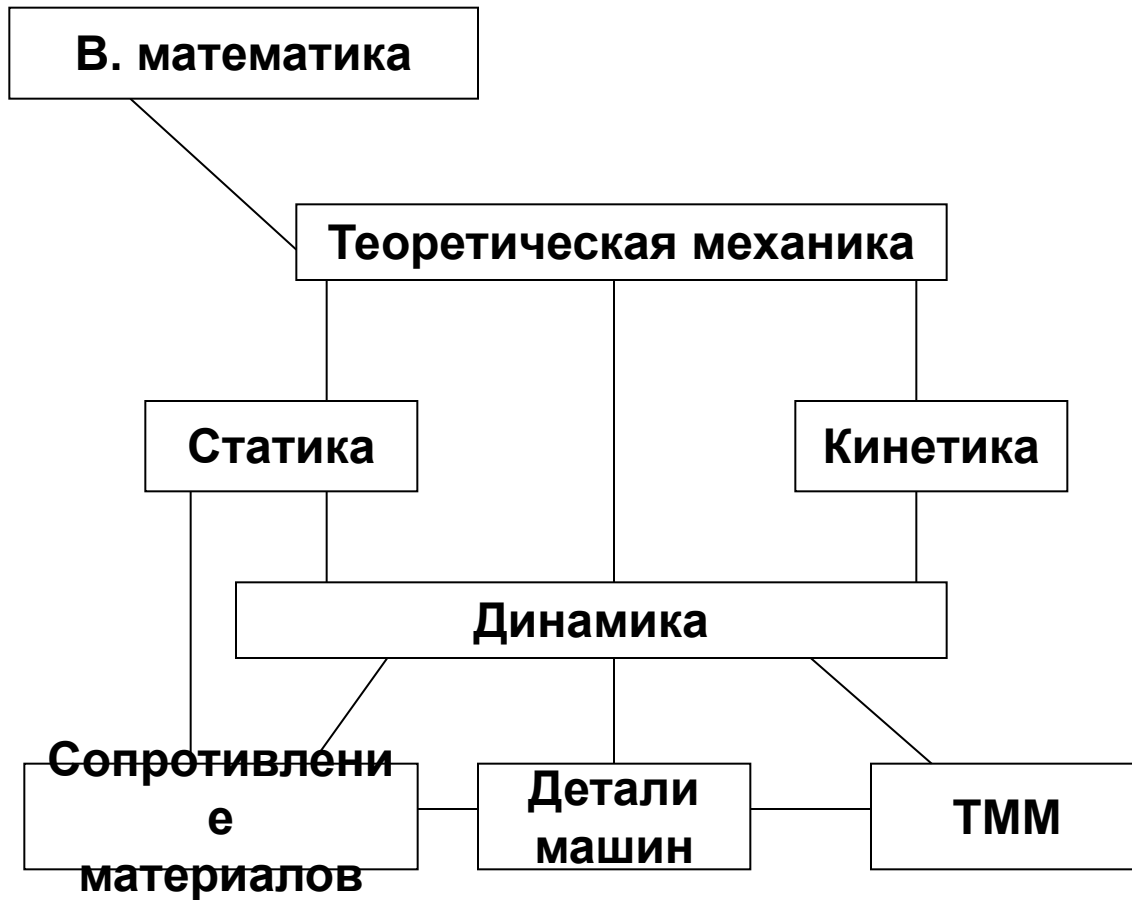 В. математика
Теоретическая механика
Статика
Кинетика
Динамика
Сопротивлени
е
материалов
Детали
машин
ТММ